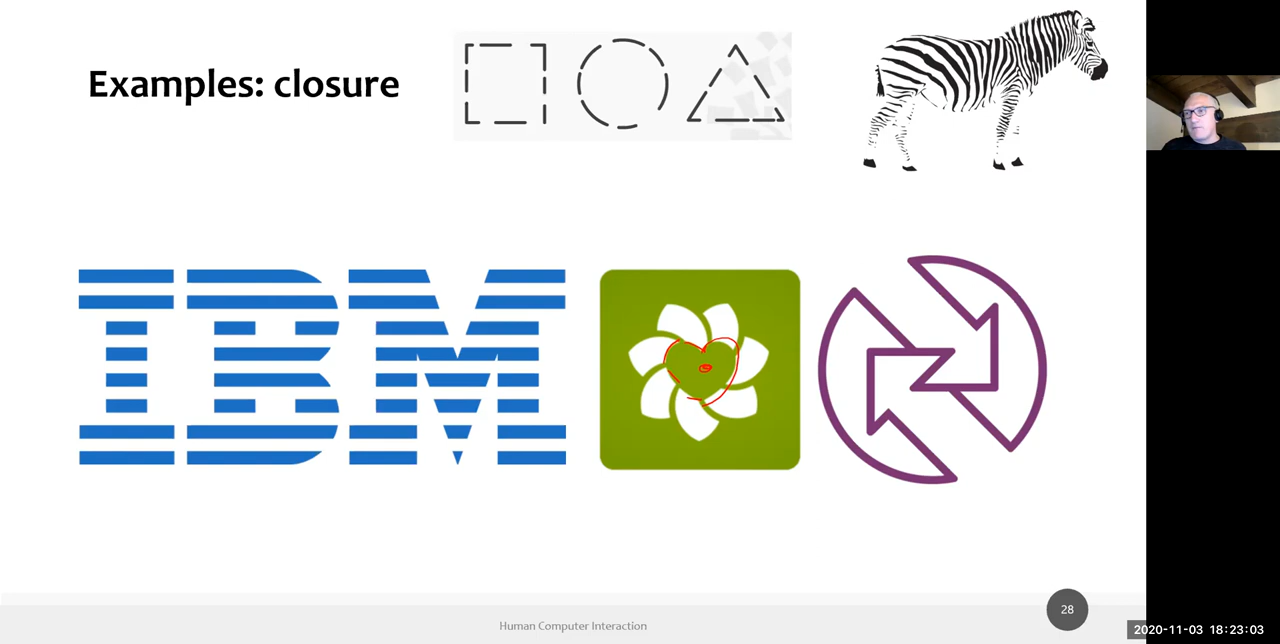 Examples: closure
IBM
Human Computer Interaction
28
2020-11-03 18:23:03